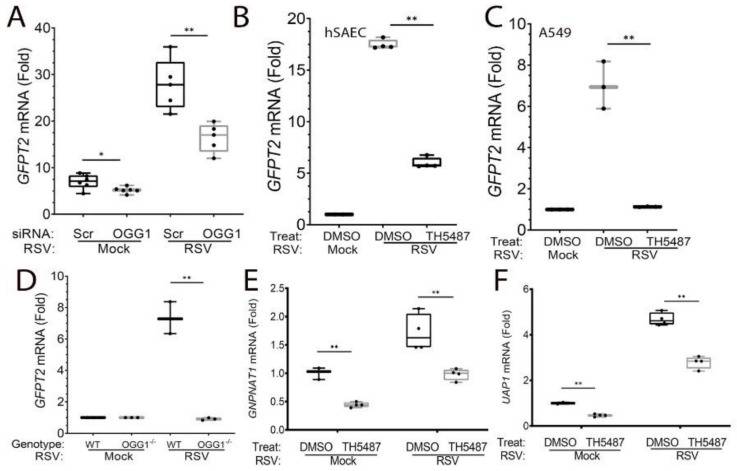 A
GFPT2 mRNA (Fold)
40
30
20
10
0
*
**
siRNA: Scr OGG1 Scr OGG1
RSV: Mock RSV
B
GFPT2 mRNA (Fold)
20
15
10
5
0
hSAEC
**
Treat: DMSO DMSO TH5487
RSV: Mock RSV
C
GFPT2 mRNA (Fold)
10
8
6
4
2
0
A549
**
Treat: DMSO DMSO TH5487
RSV: Mock RSV
D
GFPT2 mRNA (Fold)
10
8
6
4
2
0
**
Genotype: WT OGG1-/- WT OGG1-/-
RSV: Mock RSV
E
GNPNAT1 mRNA (Fold)
2.5
2.0
1.5
1.0
0.5
0.0
**
**
Treat: DMSO TH5487 DMSO TH5487
RSV: Mock RSV
F
UAP1 mRNA (Fold)
6
4
2
0
**
**
Treat: DMSO TH5487 DMSO TH5487
RSV: Mock RSV